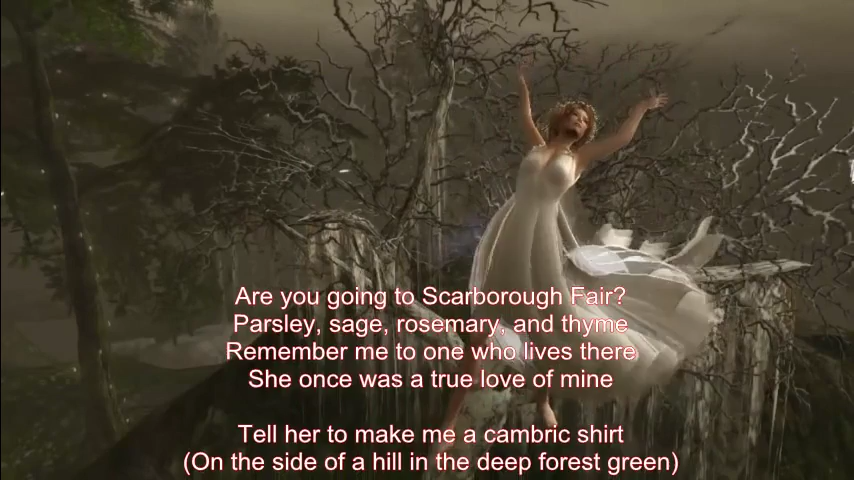 Are you going to Scarborough Fair?
Parsley, sage, rosemary, and thyme
Remember me to one who lives there
She once was a true love of mine
Tell her to make me a cambric shirt
(On the side of a hill in the deep forest green)